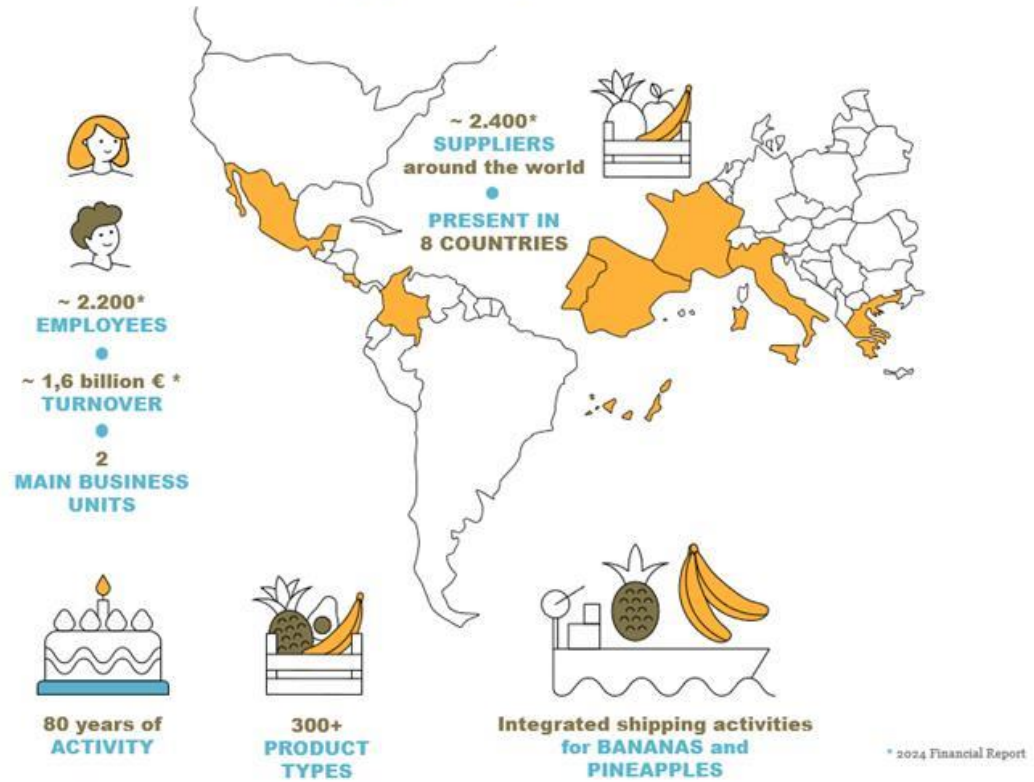 ~ 2.400*
SUPPLIERS
around the world
PRESENT IN
8 COUNTRIES
~ 2.200*
EMPLOYEES
~ 1,6 billion € *
TURNOVER
2
MAIN BUSINESS
UNITS
80 years of
ACTIVITY
300+
PRODUCT
TYPES
Integrated shipping activities
for BANANAS and
PINEAPPLES
* 2024 Financial Report